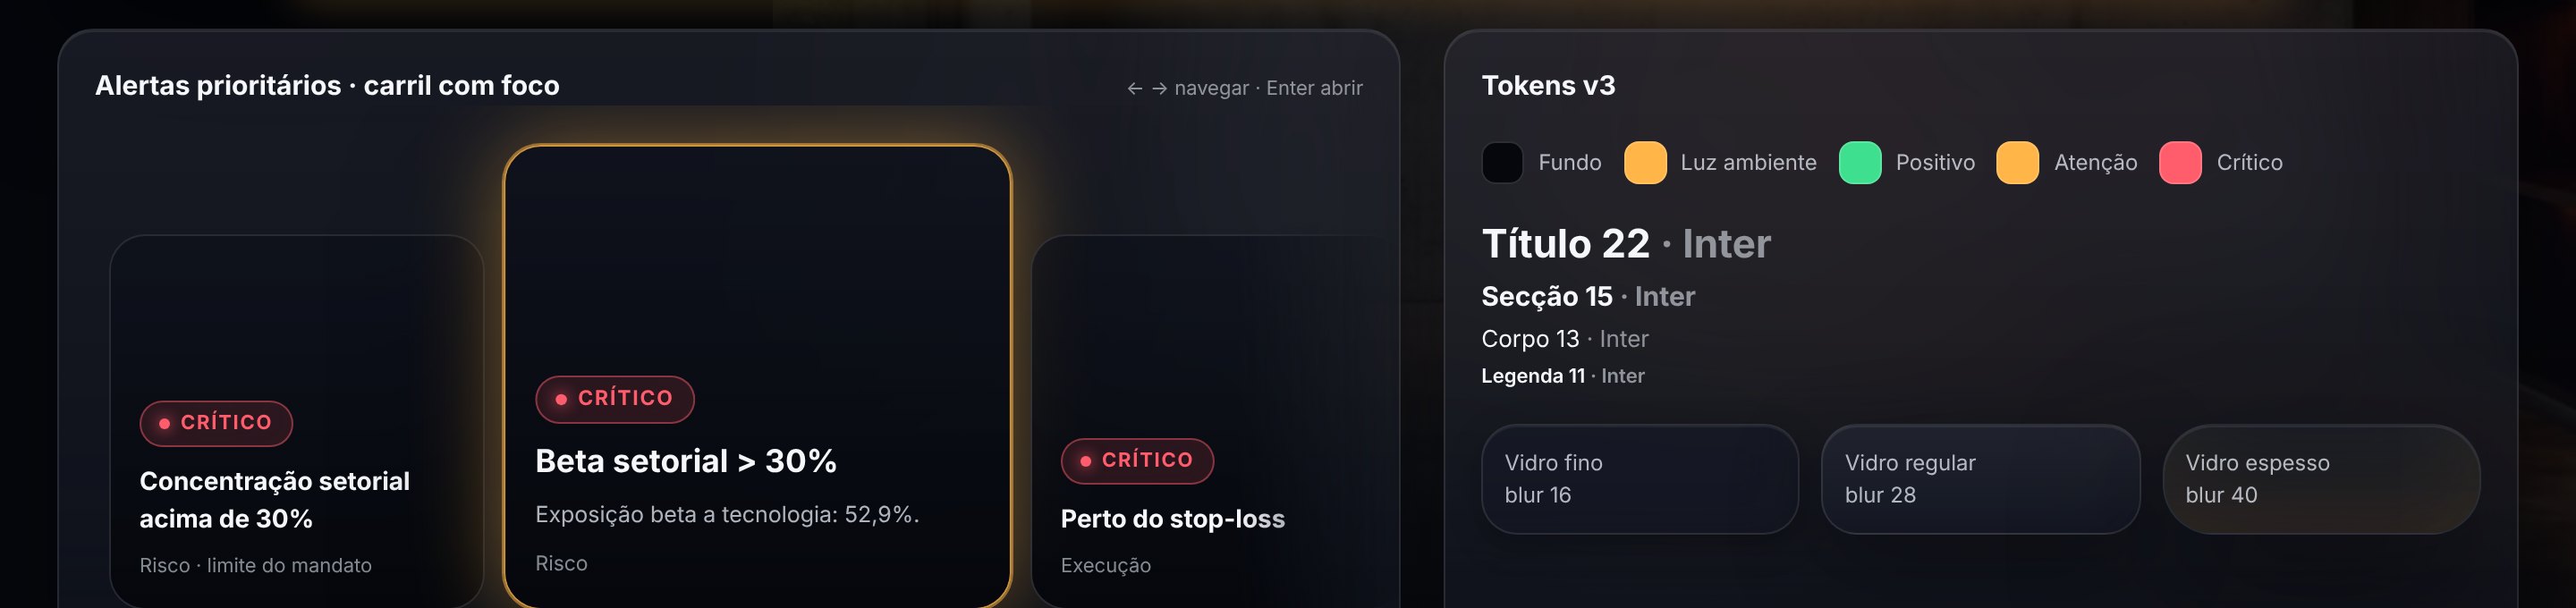 Alertas prioritários · carril com foco
← → navegar · Enter abrir
CRÍTICO
Concentração setorial
acima de 30%
Risco · limite do mandato
CRÍTICO
Beta setorial > 30%
Exposição beta a tecnologia: 52,9%.
Risco
CRÍTICO
Perto do stop-loss
Execução
Tokens v3
Fundo
Luz ambiente
Positivo
Atenção
Crítico
Título 22 · Inter
Secção 15 · Inter
Corpo 13 · Inter
Legenda 11 · Inter
Vidro fino
blur 16
Vidro regular
blur 28
Vidro espesso
blur 40